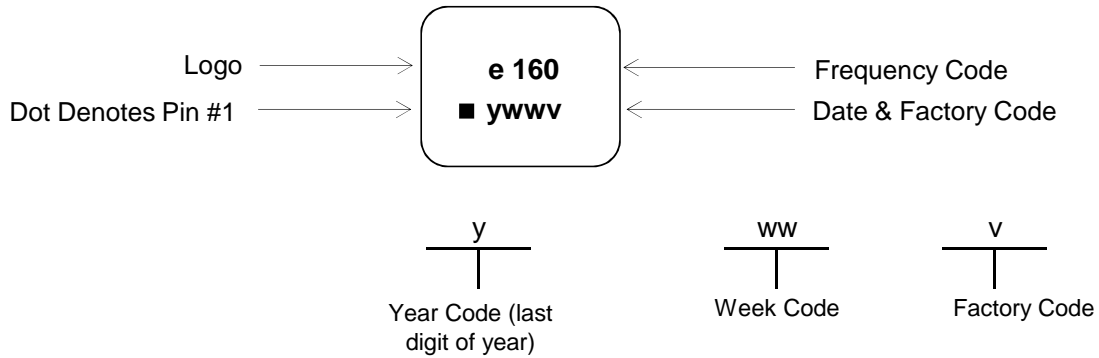 Logo
e 160
Frequency Code
Dot Denotes Pin #1
■ ywwv
Date & Factory Code
y
ww
v
Year Code (last
digit of year)
Week Code
Factory Code